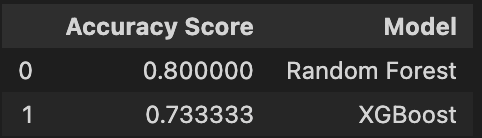 Accuracy Score Model
0 0.800000 Random Forest
1 0.733333 XGBoost